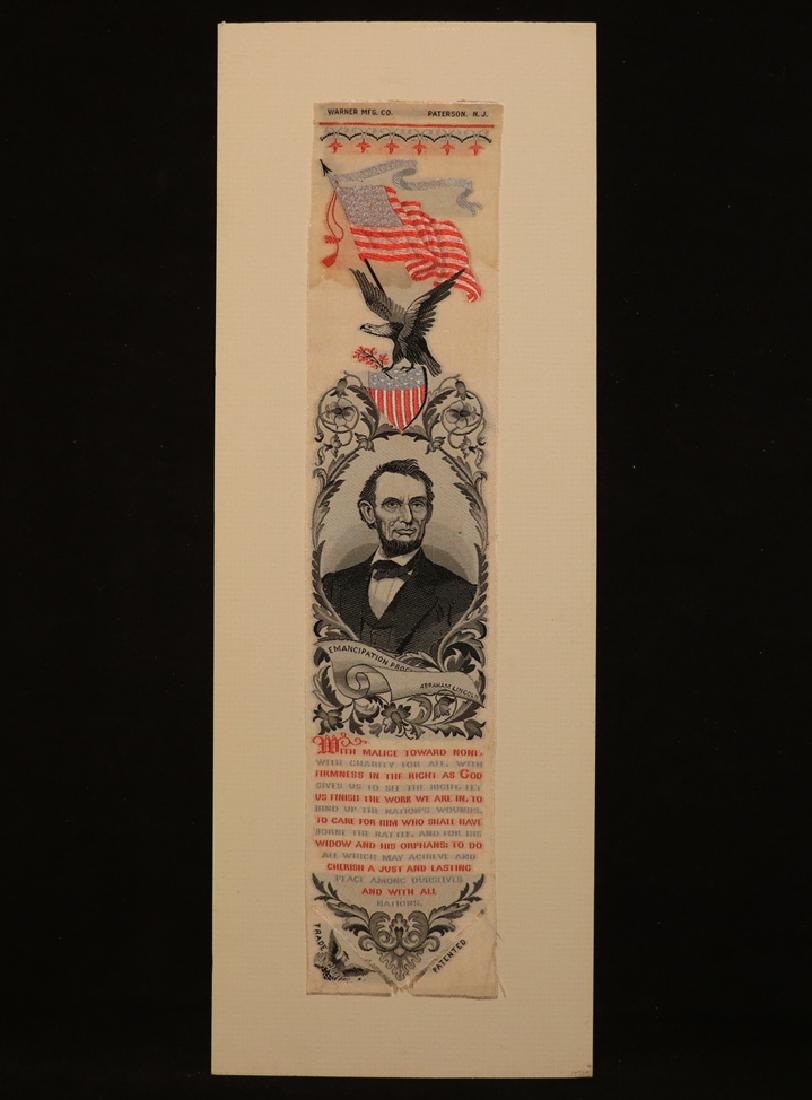 WARNER MF'G. CO. PATERSON, N. J.
EMANCIPATION PROC
ABRAHAM LINCOLN
WITH MALICE TOWARD NONE,
WITH CHARITY FOR ALL, WITH
FIRMNESS IN THE RIGHT AS GOD
GIVES US TO SEE THE RIGHT, LET
US FINISH THE WORK WE ARE IN, TO
BIND UP THE NATION'S WOUNDS,
TO CARE FOR HIM WHO SHALL HAVE
BORNE THE BATTLE, AND FOR HIS
WIDOW AND HIS ORPHANS; TO DO
ALL WHICH MAY ACHIEVE AND
CHERISH A JUST AND LASTING
PEACE AMONG OURSELVES
AND WITH ALL
NATIONS.
TRADE
PATENTED